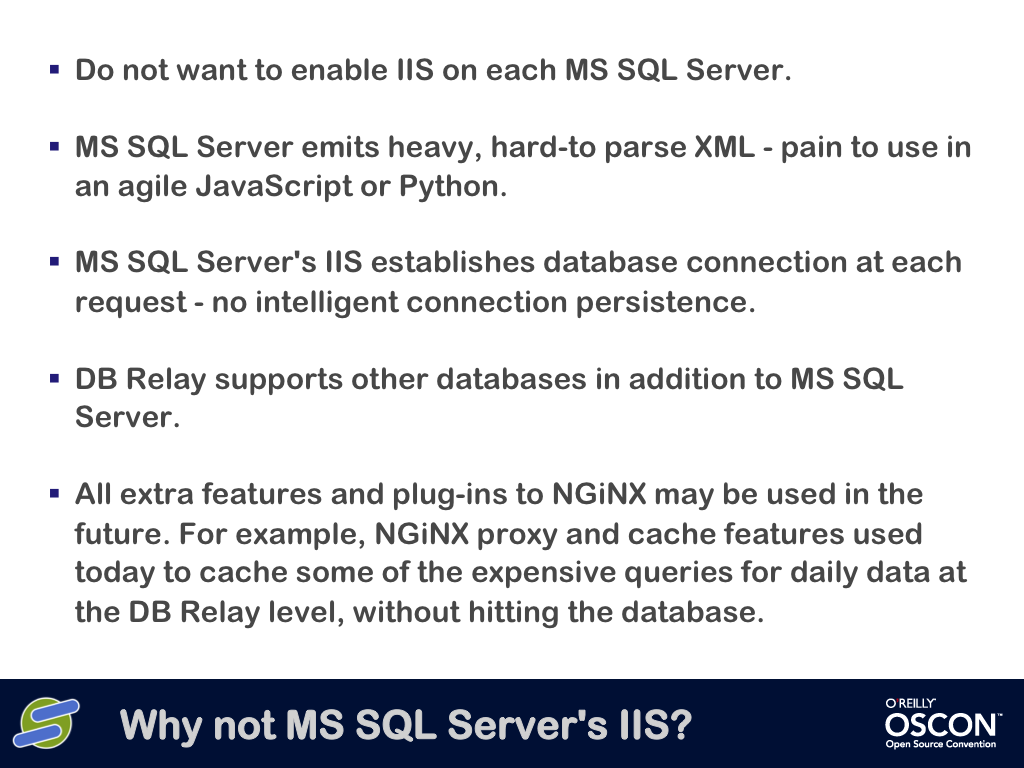 ▪ Do not want to enable IIS on each MS SQL Server.
▪ MS SQL Server emits heavy, hard-to parse XML - pain to use in
an agile JavaScript or Python.
▪ MS SQL Server's IIS establishes database connection at each
request - no intelligent connection persistence.
▪ DB Relay supports other databases in addition to MS SQL
Server.
▪ All extra features and plug-ins to NGiNX may be used in the
future. For example, NGiNX proxy and cache features used
today to cache some of the expensive queries for daily data at
the DB Relay level, without hitting the database.
Why not MS SQL Server's IIS?
O'REILLY
OSCON™
Open Source Convention